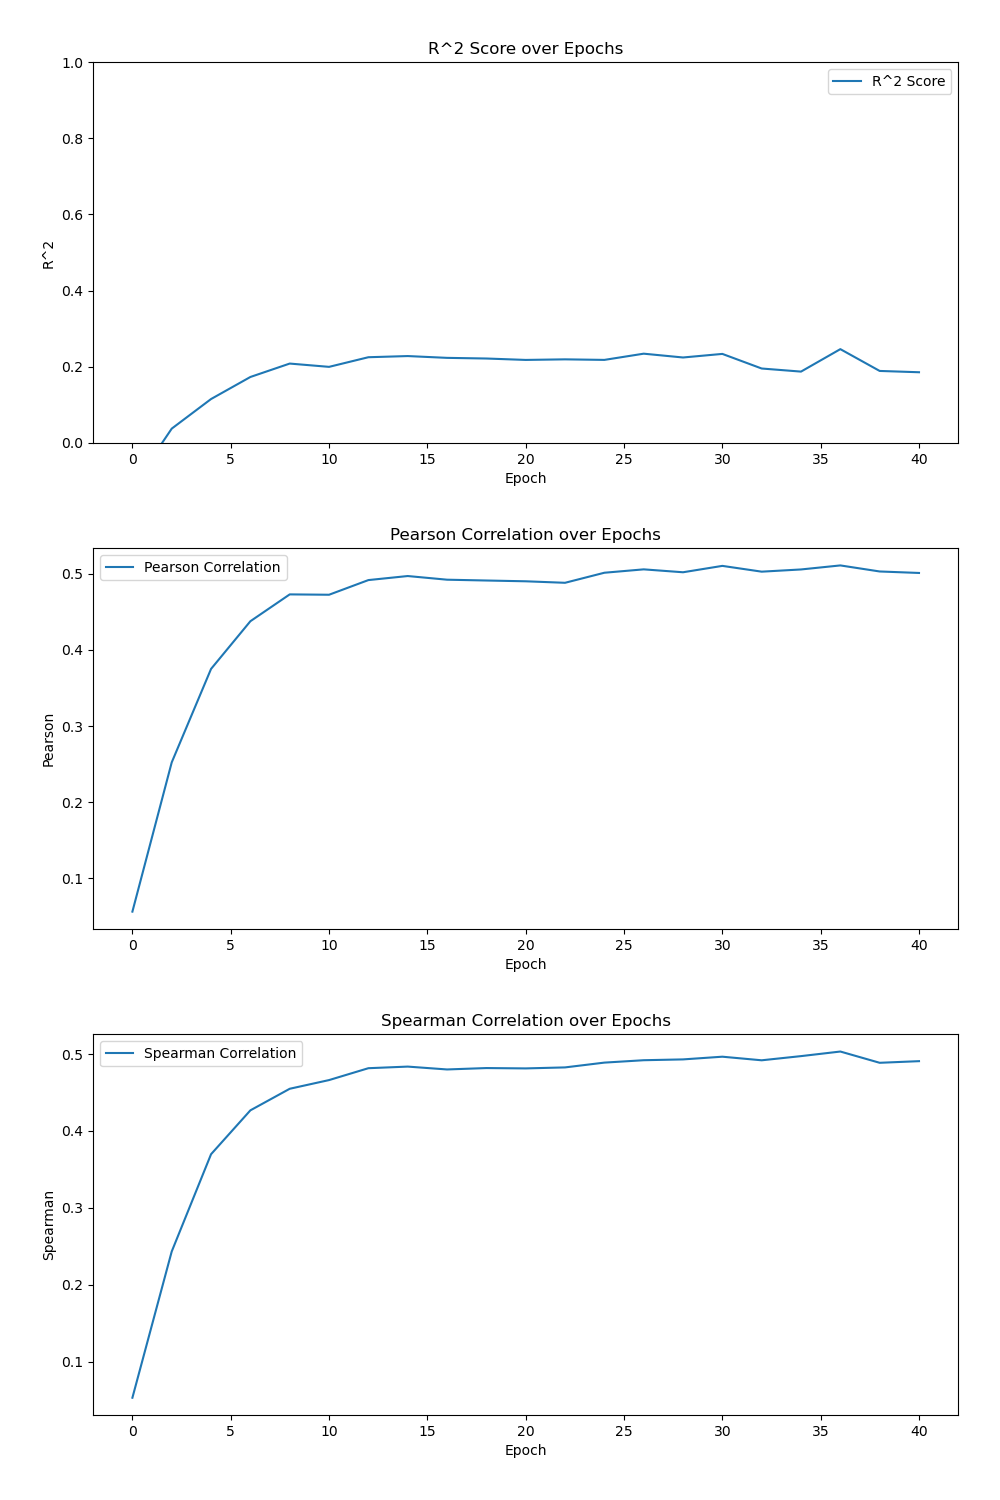 R^2 Score over Epochs
R^2 Score
1.0
0.8
0.6
0.4
0.2
0.0
R^2
0 5 10 15 20 25 30 35 40
Epoch
Pearson Correlation over Epochs
Pearson Correlation
0.5
0.4
0.3
0.2
0.1
Pearson
0 5 10 15 20 25 30 35 40
Epoch
Spearman Correlation over Epochs
Spearman Correlation
0.5
0.4
0.3
0.2
0.1
Spearman
0 5 10 15 20 25 30 35 40
Epoch